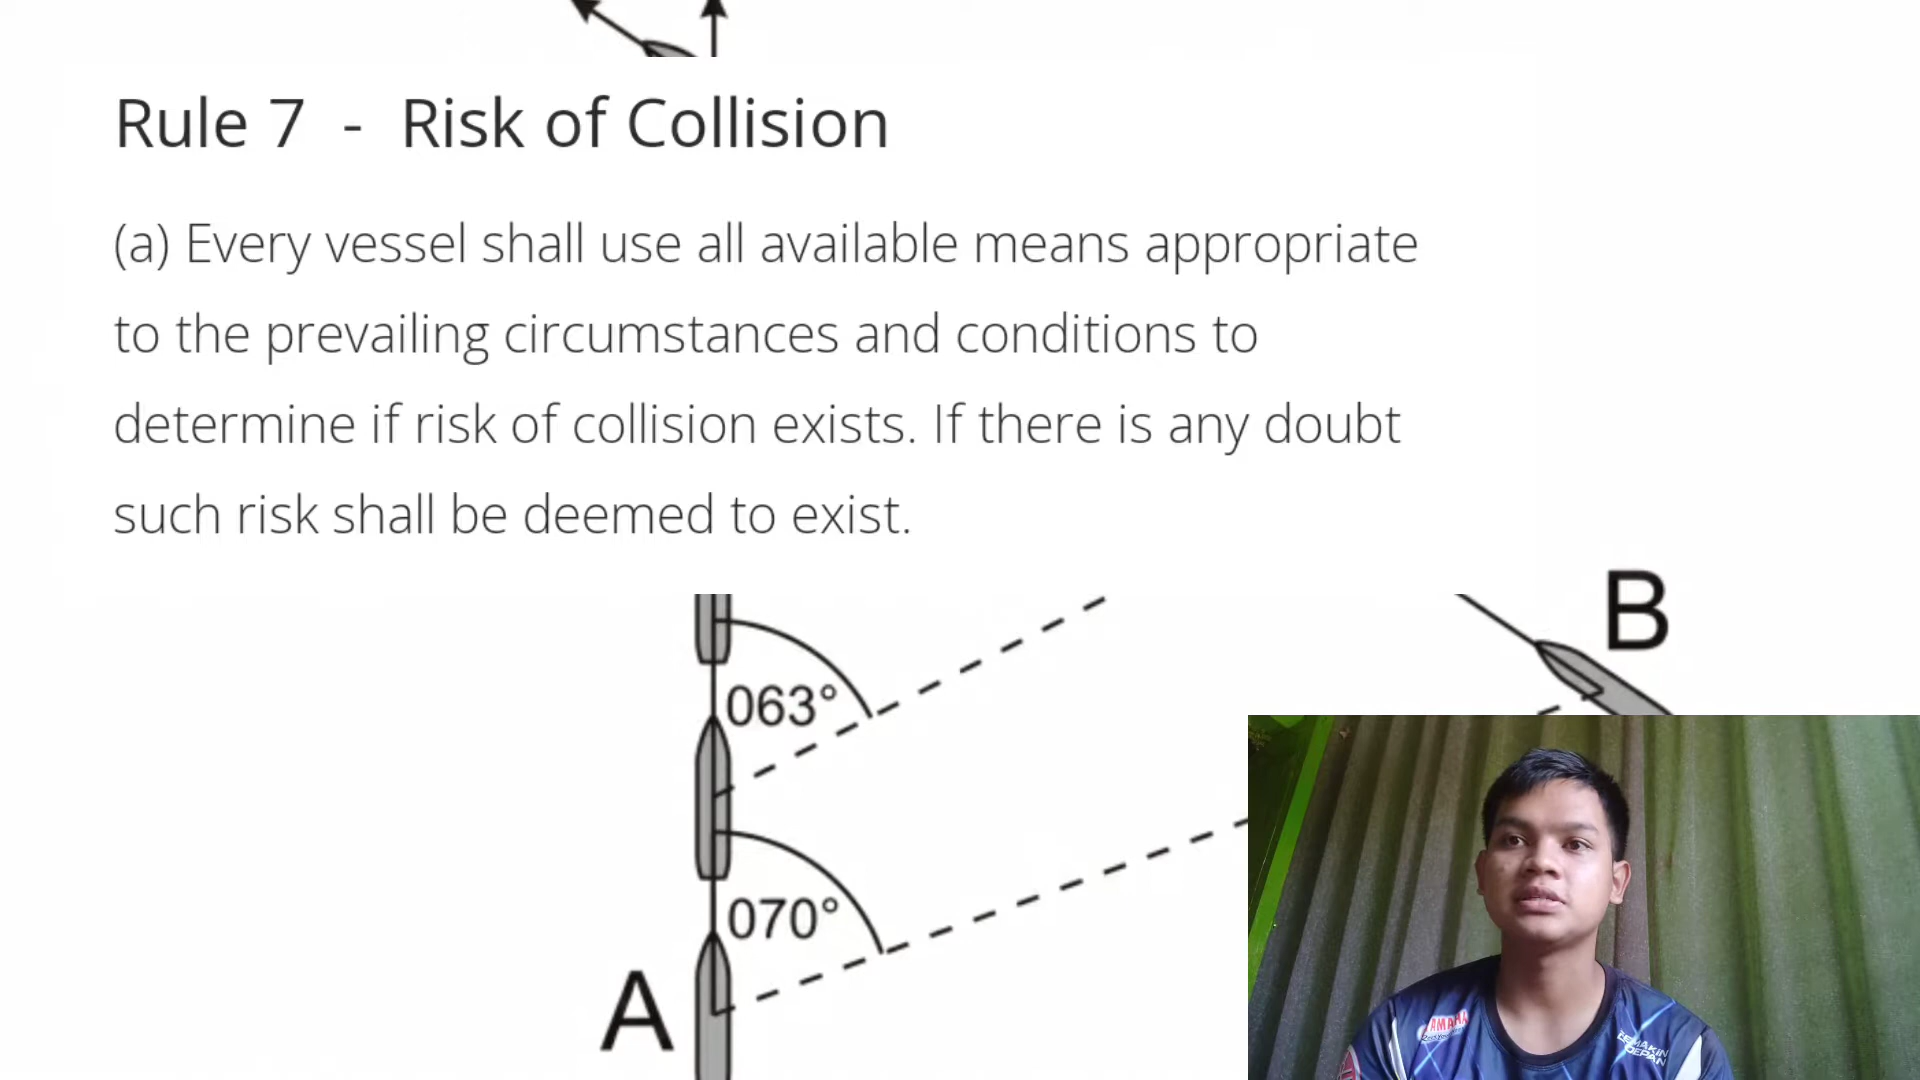 Rule 7 - Risk of Collision
(a) Every vessel shall use all available means appropriate
to the prevailing circumstances and conditions to
determine if risk of collision exists. If there is any doubt
such risk shall be deemed to exist.
B
063°
070°
A
SEMAKIN
DEPAN